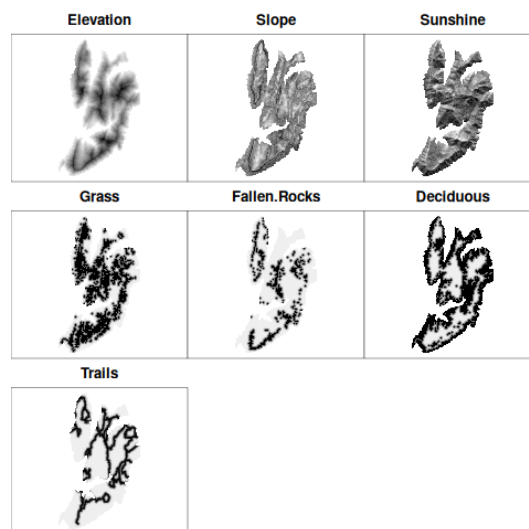 Elevation
Slope
Sunshine
Grass
Fallen.Rocks
Deciduous
Trails